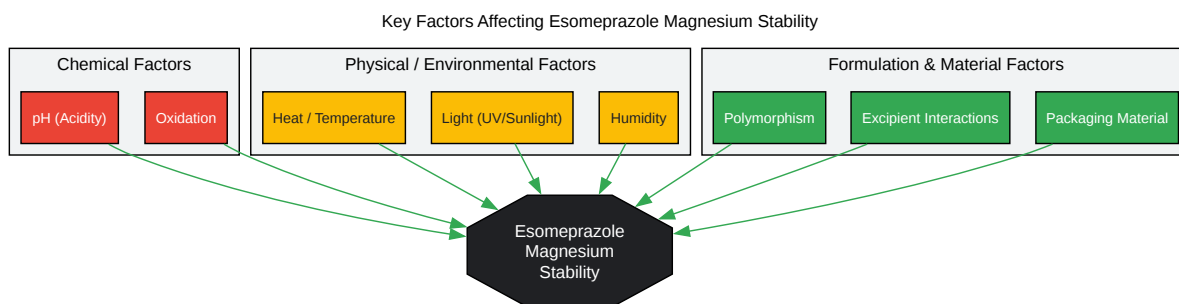 Key Factors Affecting Esomeprazole Magnesium Stability
Chemical Factors
Physical / Environmental Factors
Formulation & Material Factors
pH (Acidity)
Oxidation
Heat / Temperature
Light (UV/Sunlight)
Humidity
Polymorphism
Excipient Interactions
Packaging Material
Esomeprazole
Magnesium
Stability